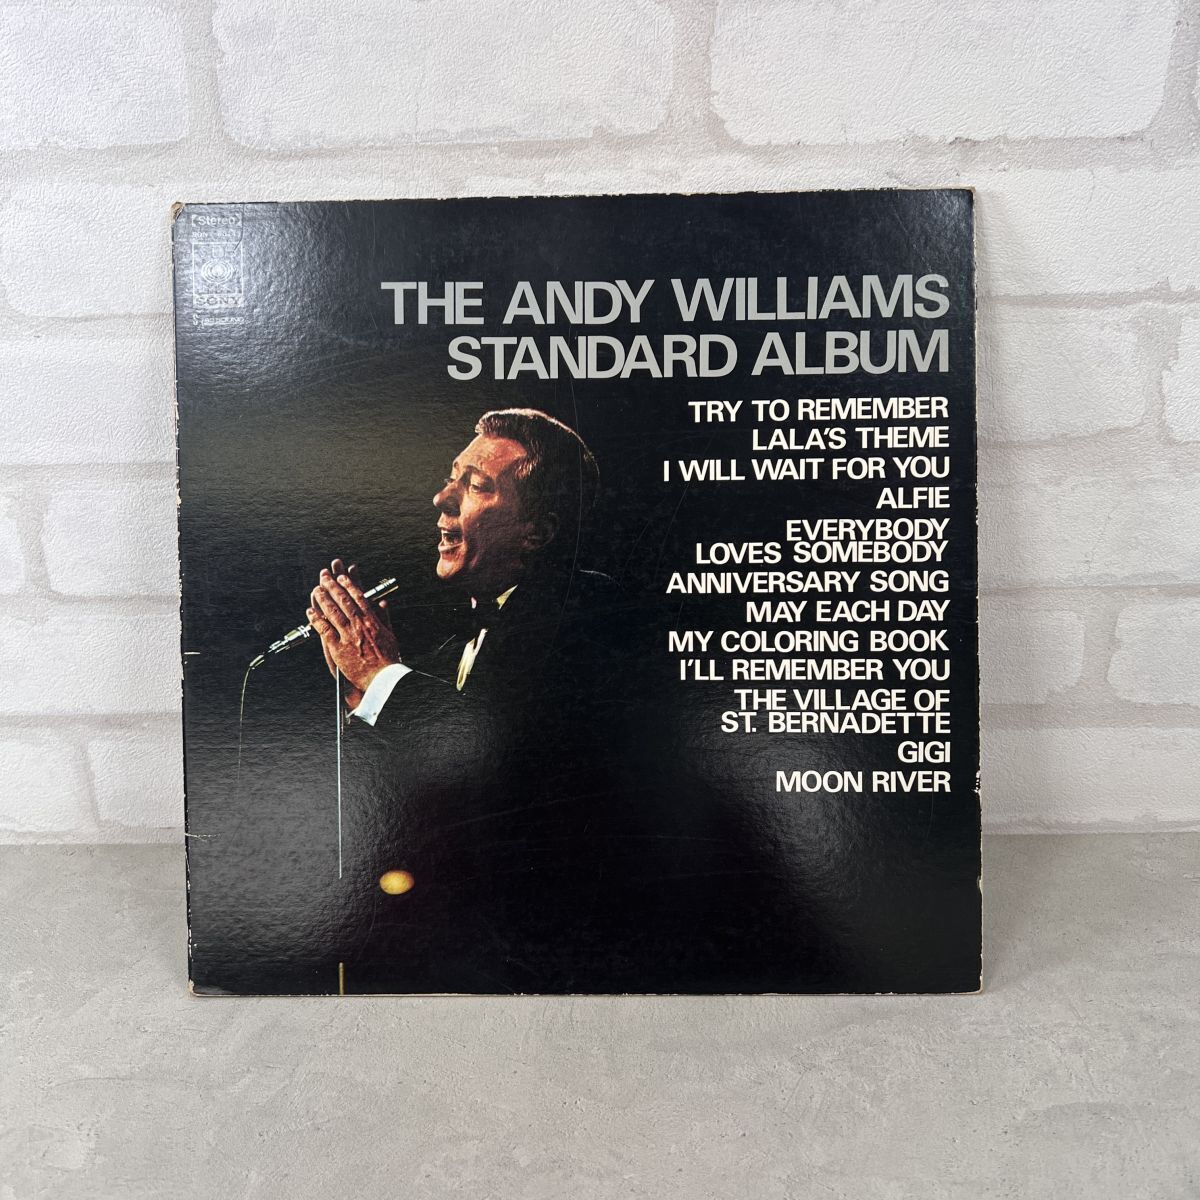 [Stereo]
SONY
THE ANDY WILLIAMS
STANDARD ALBUM
TRY TO REMEMBER
LALA'S THEME
I WILL WAIT FOR YOU
ALFIE
EVERYBODY
LOVES SOMEBODY
ANNIVERSARY SONG
MAY EACH DAY
MY COLORING BOOK
I'LL REMEMBER YOU
THE VILLAGE OF
ST. BERNADETTE
GIGI
MOON RIVER